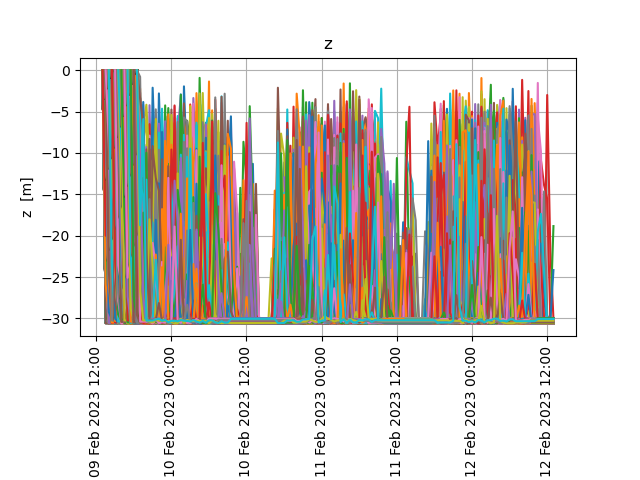 z
0
−5
−10
−15
−20
−25
−30
z [m]
09 Feb 2023 12:00
10 Feb 2023 00:00
10 Feb 2023 12:00
11 Feb 2023 00:00
11 Feb 2023 12:00
12 Feb 2023 00:00
12 Feb 2023 12:00